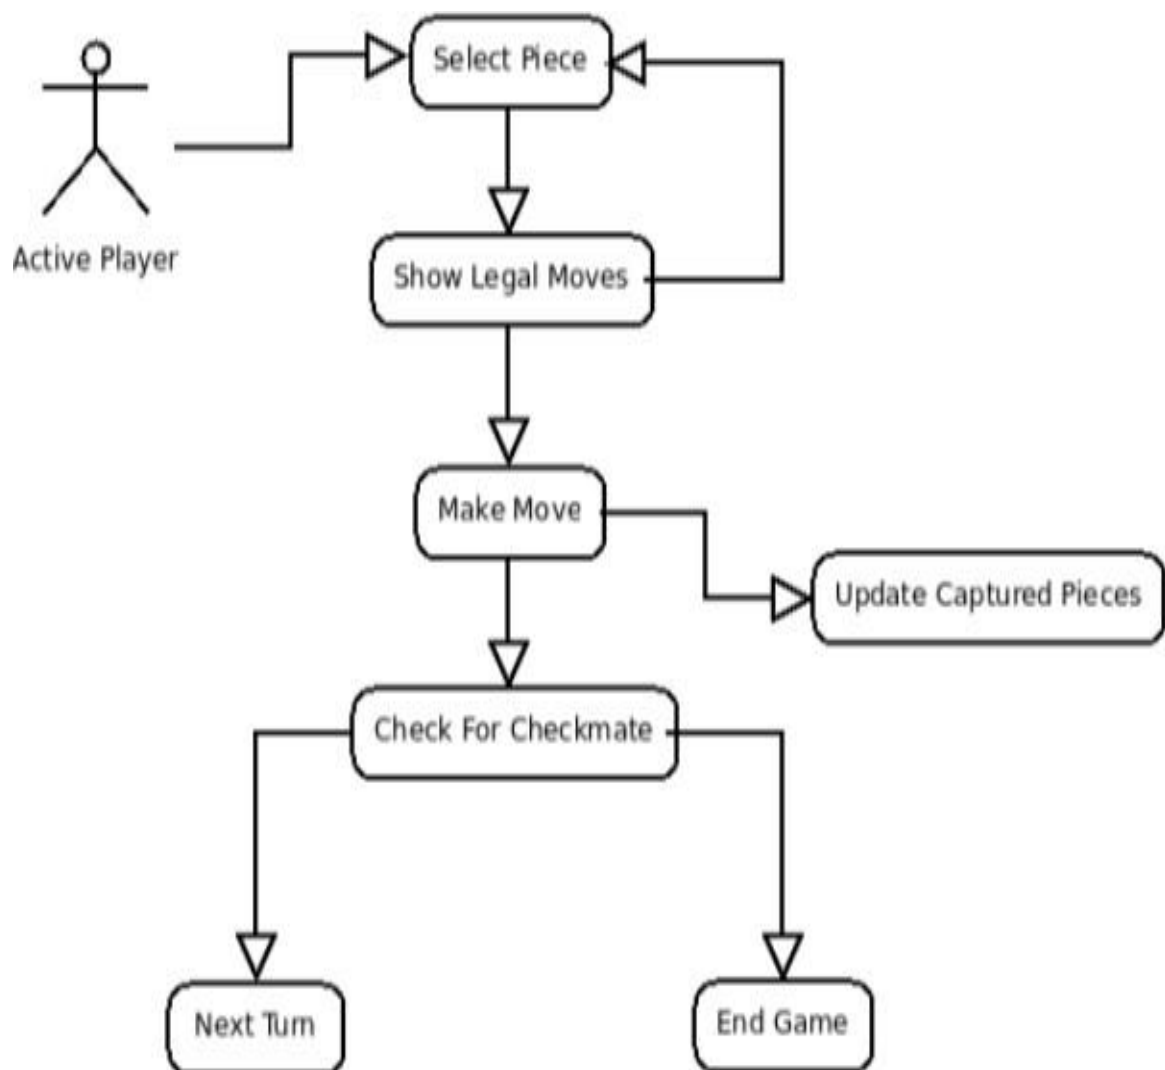 Select Piece
Active Player
Show Legal Moves
Make Move
Update Captured Pieces
Check For Checkmate
Next Turn
End Game